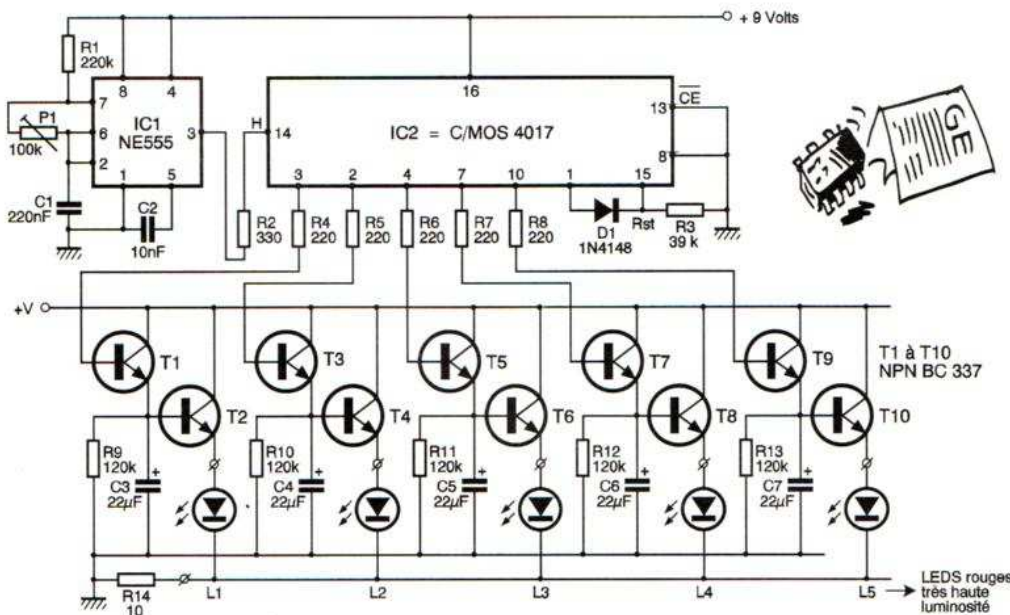 + 9 Volts
R1
220k
8
4
7
P1
6
IC1
NE555
3
100k
2
1
5
C1
220nF
C2
10nF
16
13
CE
H
14
IC2 = C/MOS 4017
8
3
2
4
7
10
1
15
R2
330
R4
220
R5
220
R6
220
R7
220
R8
220
D1
1N4148
Rst
R3
39 k
GE
+V
T1
T3
T5
T7
T9
T1 à T10
NPN BC 337
T2
T4
T6
T8
T10
R9
120k
C3
22µF
+
R10
120k
C4
22µF
+
R11
120k
C5
22µF
+
R12
120k
C6
22µF
+
R13
120k
C7
22µF
+
R14
10
L1
L2
L3
L4
L5
LEDS rouges
très haute
luminosité